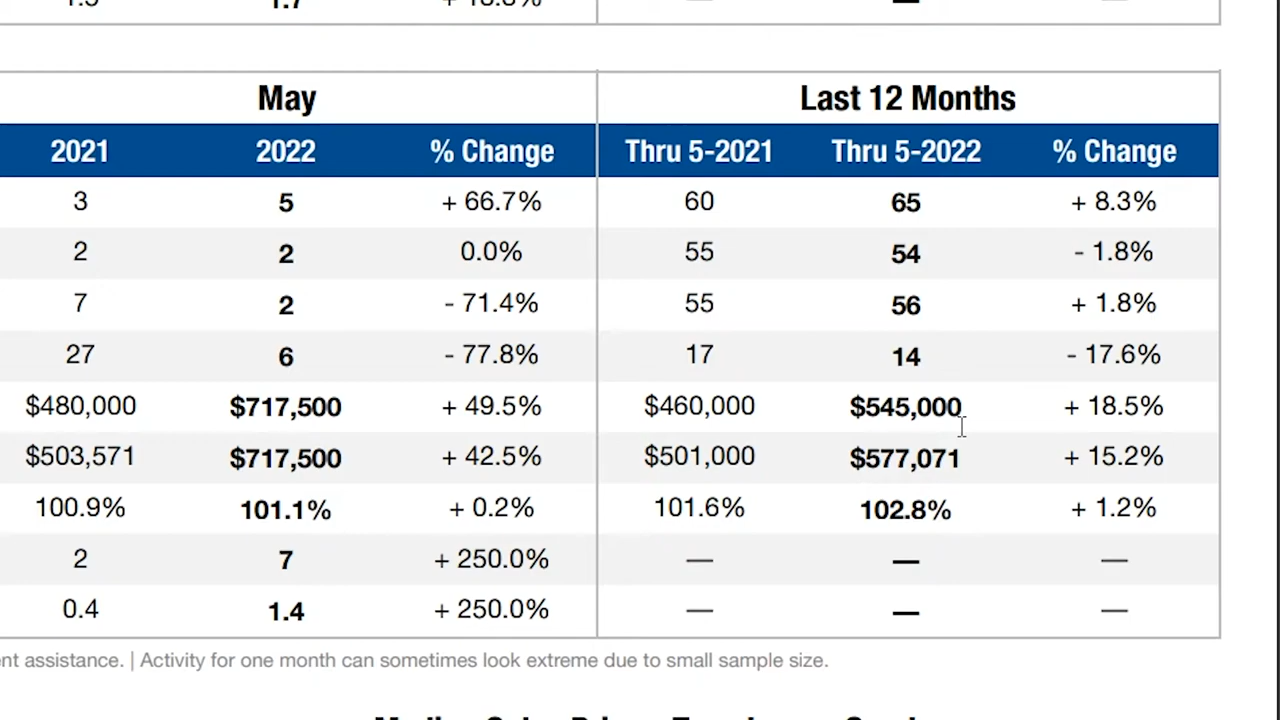 May Last 12 Months
2021 2022 % Change Thru 5-2021 Thru 5-2022 % Change
3 5 + 66.7% 60 65 + 8.3%
2 2 0.0% 55 54 - 1.8%
7 2 - 71.4% 55 56 + 1.8%
27 6 - 77.8% 17 14 - 17.6%
$480,000 $717,500 + 49.5% $460,000 $545,000 + 18.5%
$503,571 $717,500 + 42.5% $501,000 $577,071 + 15.2%
100.9% 101.1% + 0.2% 101.6% 102.8% + 1.2%
2 7 + 250.0% — — —
0.4 1.4 + 250.0% — — —
assistance. | Activity for one month can sometimes look extreme due to small sample size.